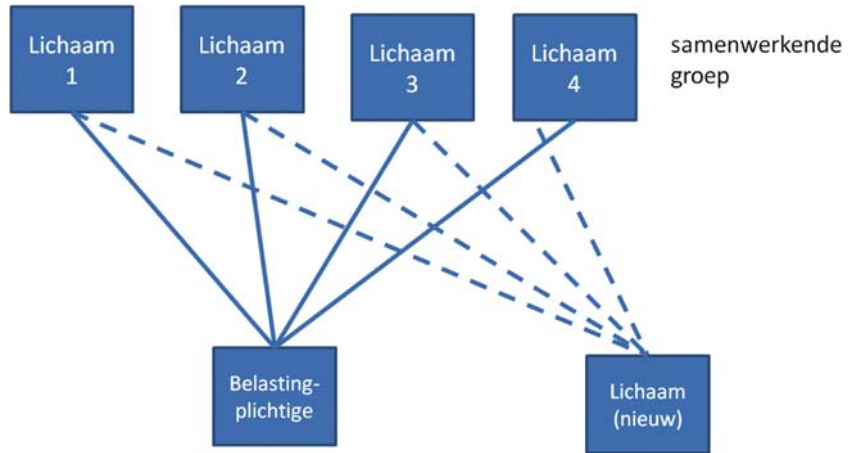 Lichaam
1
Lichaam
2
Lichaam
3
Lichaam
4
samenwerkende
groep
Belasting-
plichtige
Lichaam
(nieuw)